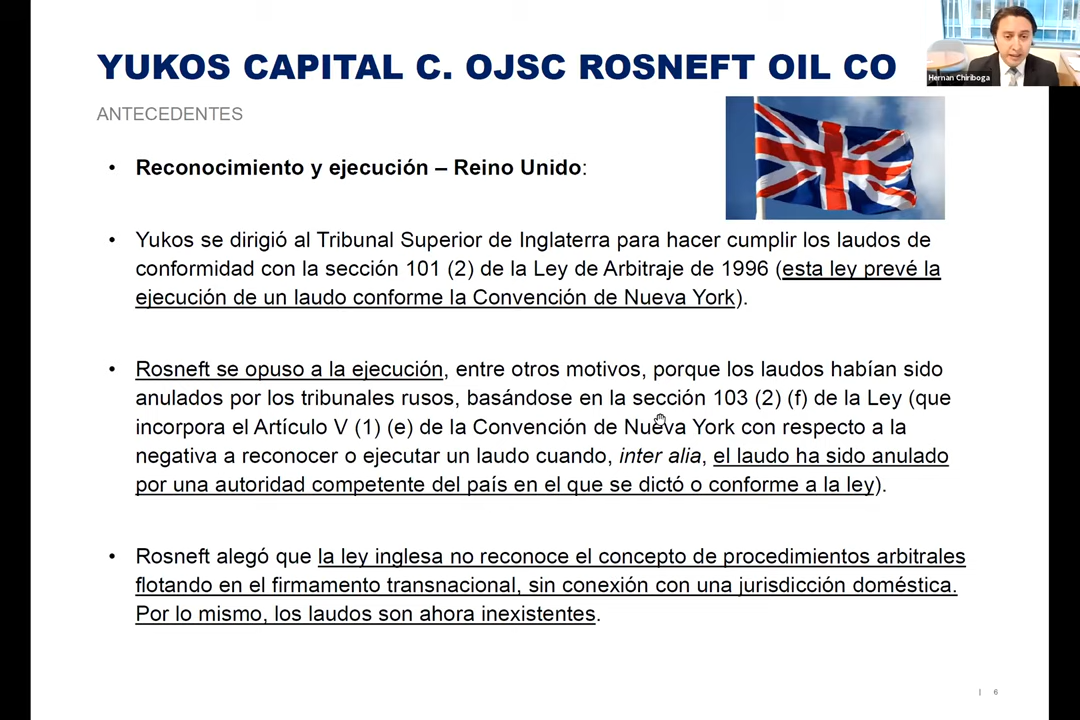 YUKOS CAPITAL C. OJSC ROSNEFT OIL CO
Hernan Chiriboga
ANTECEDENTES
• Reconocimiento y ejecución – Reino Unido:
• Yukos se dirigió al Tribunal Superior de Inglaterra para hacer cumplir los laudos de
conformidad con la sección 101 (2) de la Ley de Arbitraje de 1996 (esta ley prevé la
ejecución de un laudo conforme la Convención de Nueva York).
• Rosneft se opuso a la ejecución, entre otros motivos, porque los laudos habían sido
anulados por los tribunales rusos, basándose en la sección 103 (2) (f) de la Ley (que
incorpora el Artículo V (1) (e) de la Convención de Nueva York con respecto a la
negativa a reconocer o ejecutar un laudo cuando, inter alia, el laudo ha sido anulado
por una autoridad competente del país en el que se dictó o conforme a la ley).
• Rosneft alegó que la ley inglesa no reconoce el concepto de procedimientos arbitrales
flotando en el firmamento transnacional, sin conexión con una jurisdicción doméstica.
Por lo mismo, los laudos son ahora inexistentes.
| 6